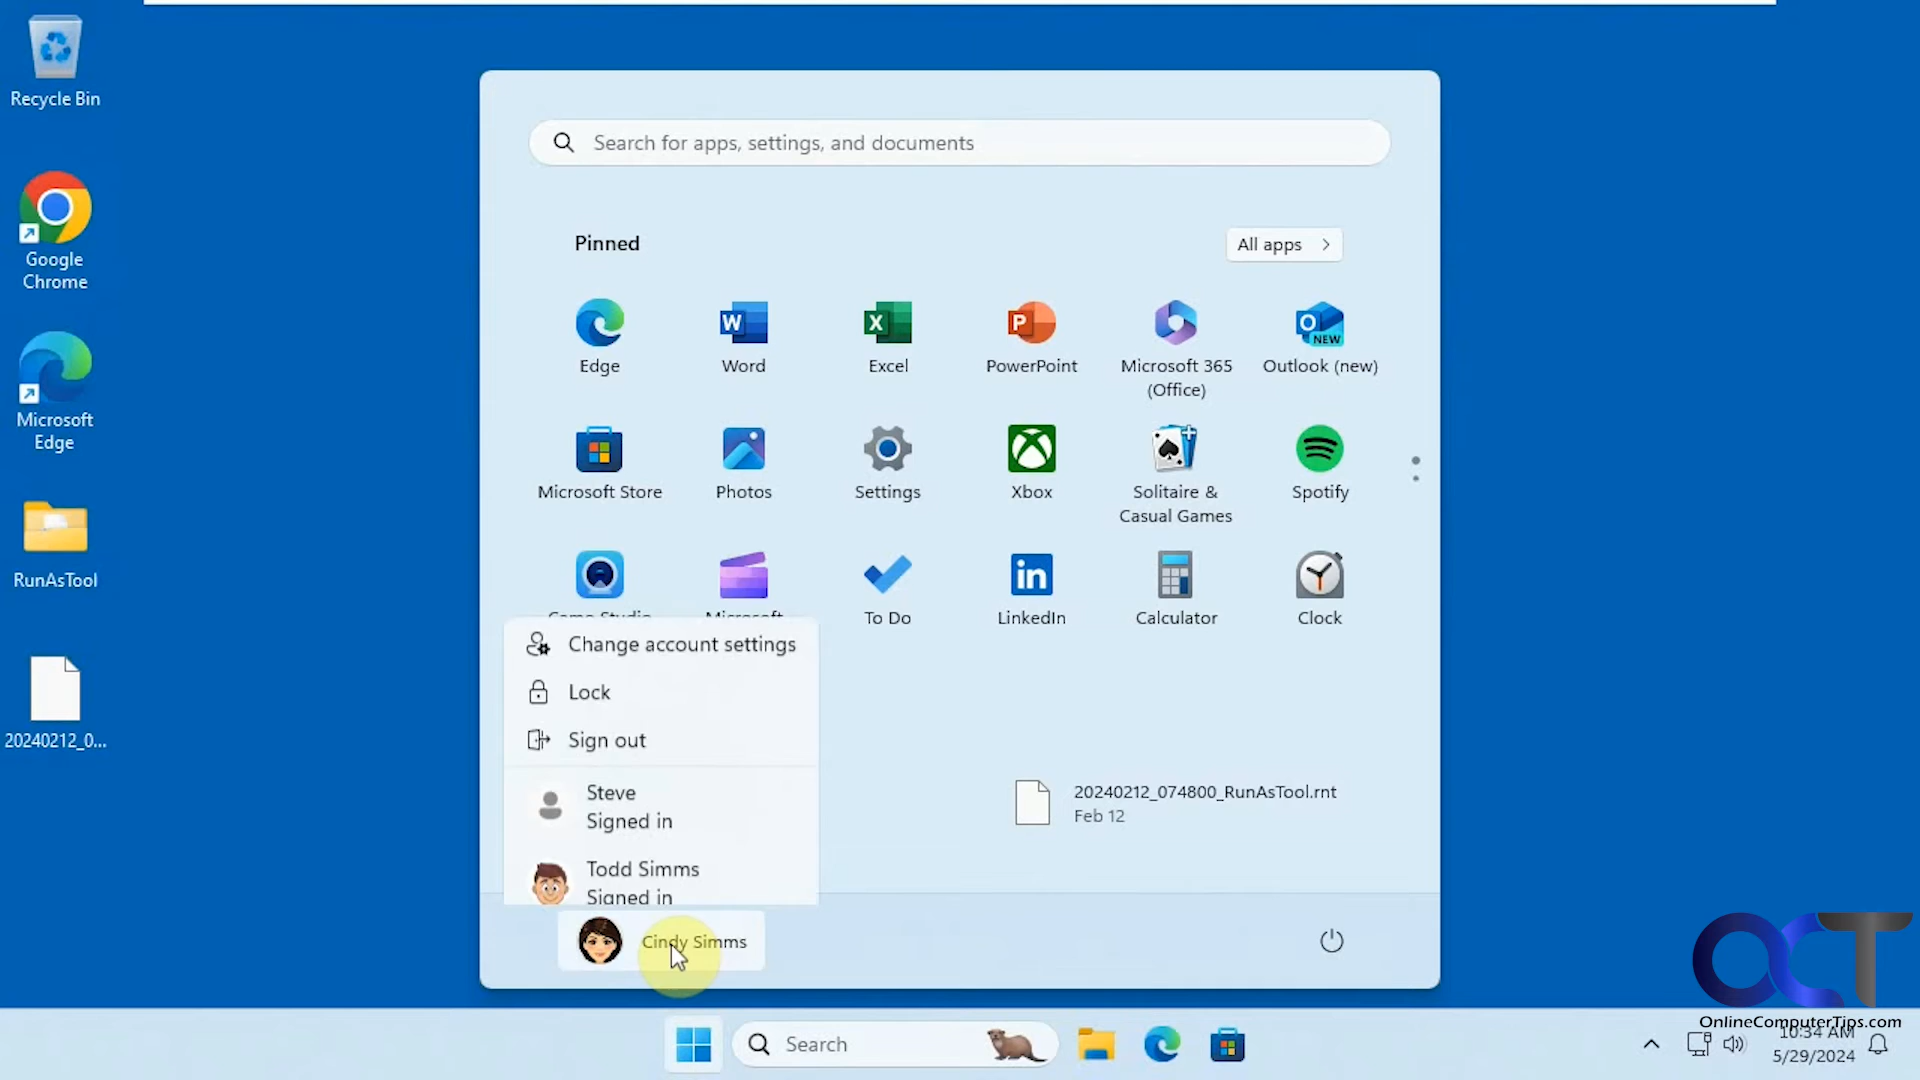 Recycle Bin
Google
Chrome
Microsoft
Edge
RunAsTool
20240212_0...
Search for apps, settings, and documents
Pinned
All apps
Edge
W
Word
X
Excel
P
PowerPoint
Microsoft 365
(Office)
O
NEW
Outlook (new)
Microsoft Store
Photos
Settings
Xbox
Solitaire &
Casual Games
Spotify
Microsoft
To Do
in
LinkedIn
Calculator
Clock
Change account settings
Lock
Sign out
Steve
Signed in
Todd Simms
Signed in
20240212_074800_RunAsTool.rnt
Feb 12
Cindy Simms
Search
OCT
OnlineComputerTips.com
10:34 AM
5/29/2024